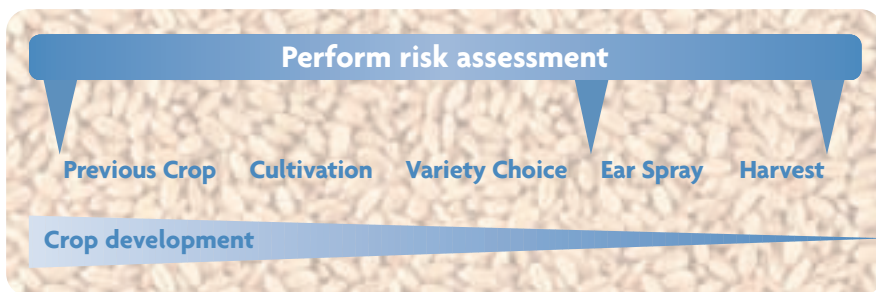 Perform risk assessment
Previous Crop Cultivation Variety Choice Ear Spray Harvest
Crop development